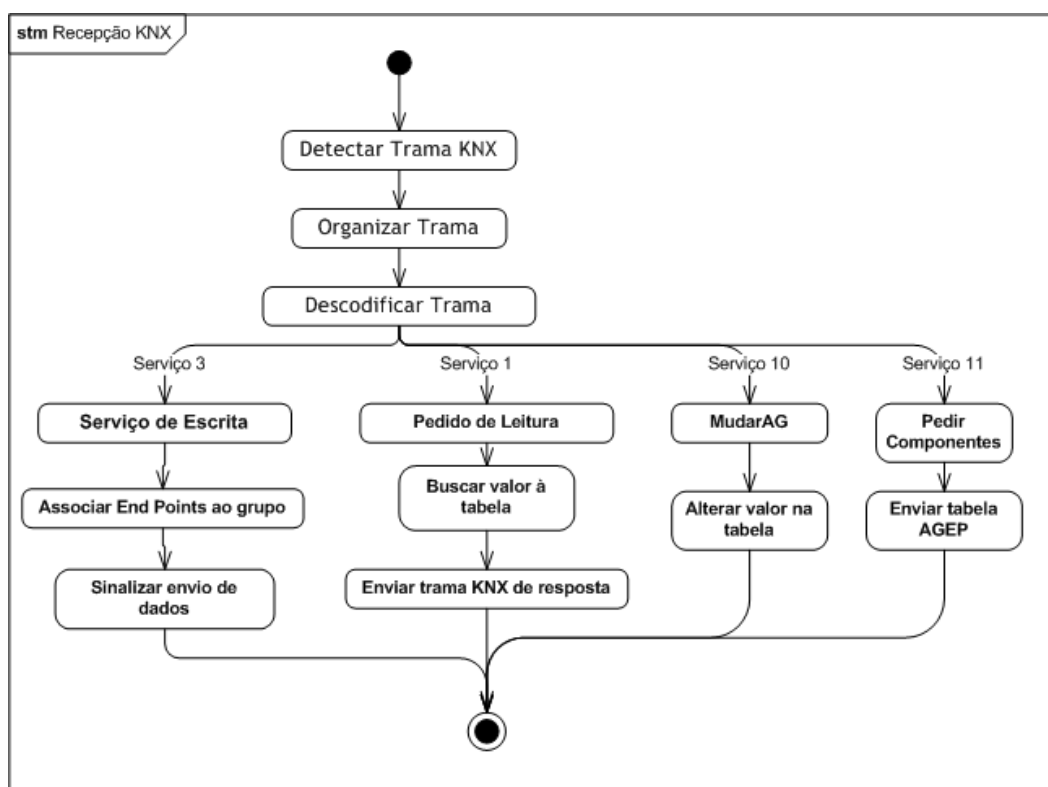 stm Recepção KNX
Detectar Trama KNX
Organizar Trama
Descodificar Trama
Serviço 3
Serviço 1
Serviço 10
Serviço 11
Serviço de Escrita
Pedido de Leitura
MudarAG
Pedir
Componentes
Associar End Points ao grupo
Buscar valor à
tabela
Alterar valor na
tabela
Enviar tabela
AGEP
Sinalizar envio de
dados
Enviar trama KNX de resposta